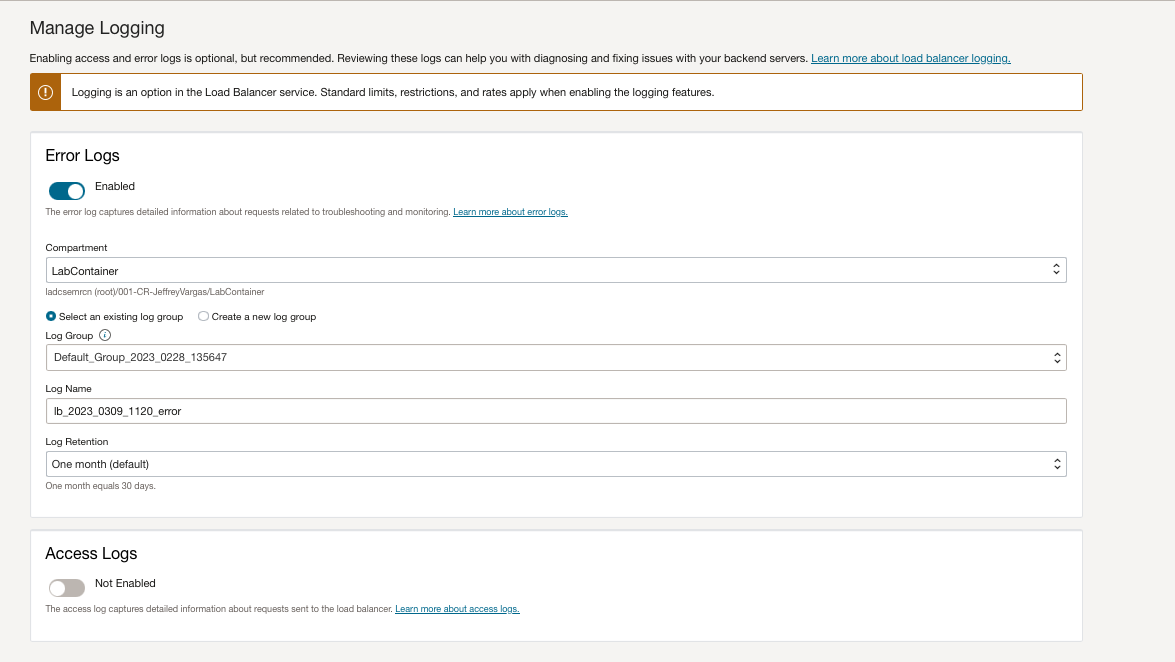 Manage Logging
Enabling access and error logs is optional, but recommended. Reviewing these logs can help you with diagnosing and fixing issues with your backend servers. Learn more about load balancer logging.
Logging is an option in the Load Balancer service. Standard limits, restrictions, and rates apply when enabling the logging features.
Error Logs
Enabled
The error log captures detailed information about requests related to troubleshooting and monitoring. Learn more about error logs.
Compartment
LabContainer
ladcsemrcn (root)/001-CR-JeffreyVargas/LabContainer
Select an existing log group Create a new log group
Log Group
Default_Group_2023_0228_135647
Log Name
lb_2023_0309_1120_error
Log Retention
One month (default)
One month equals 30 days.
Access Logs
Not Enabled
The access log captures detailed information about requests sent to the load balancer. Learn more about access logs.